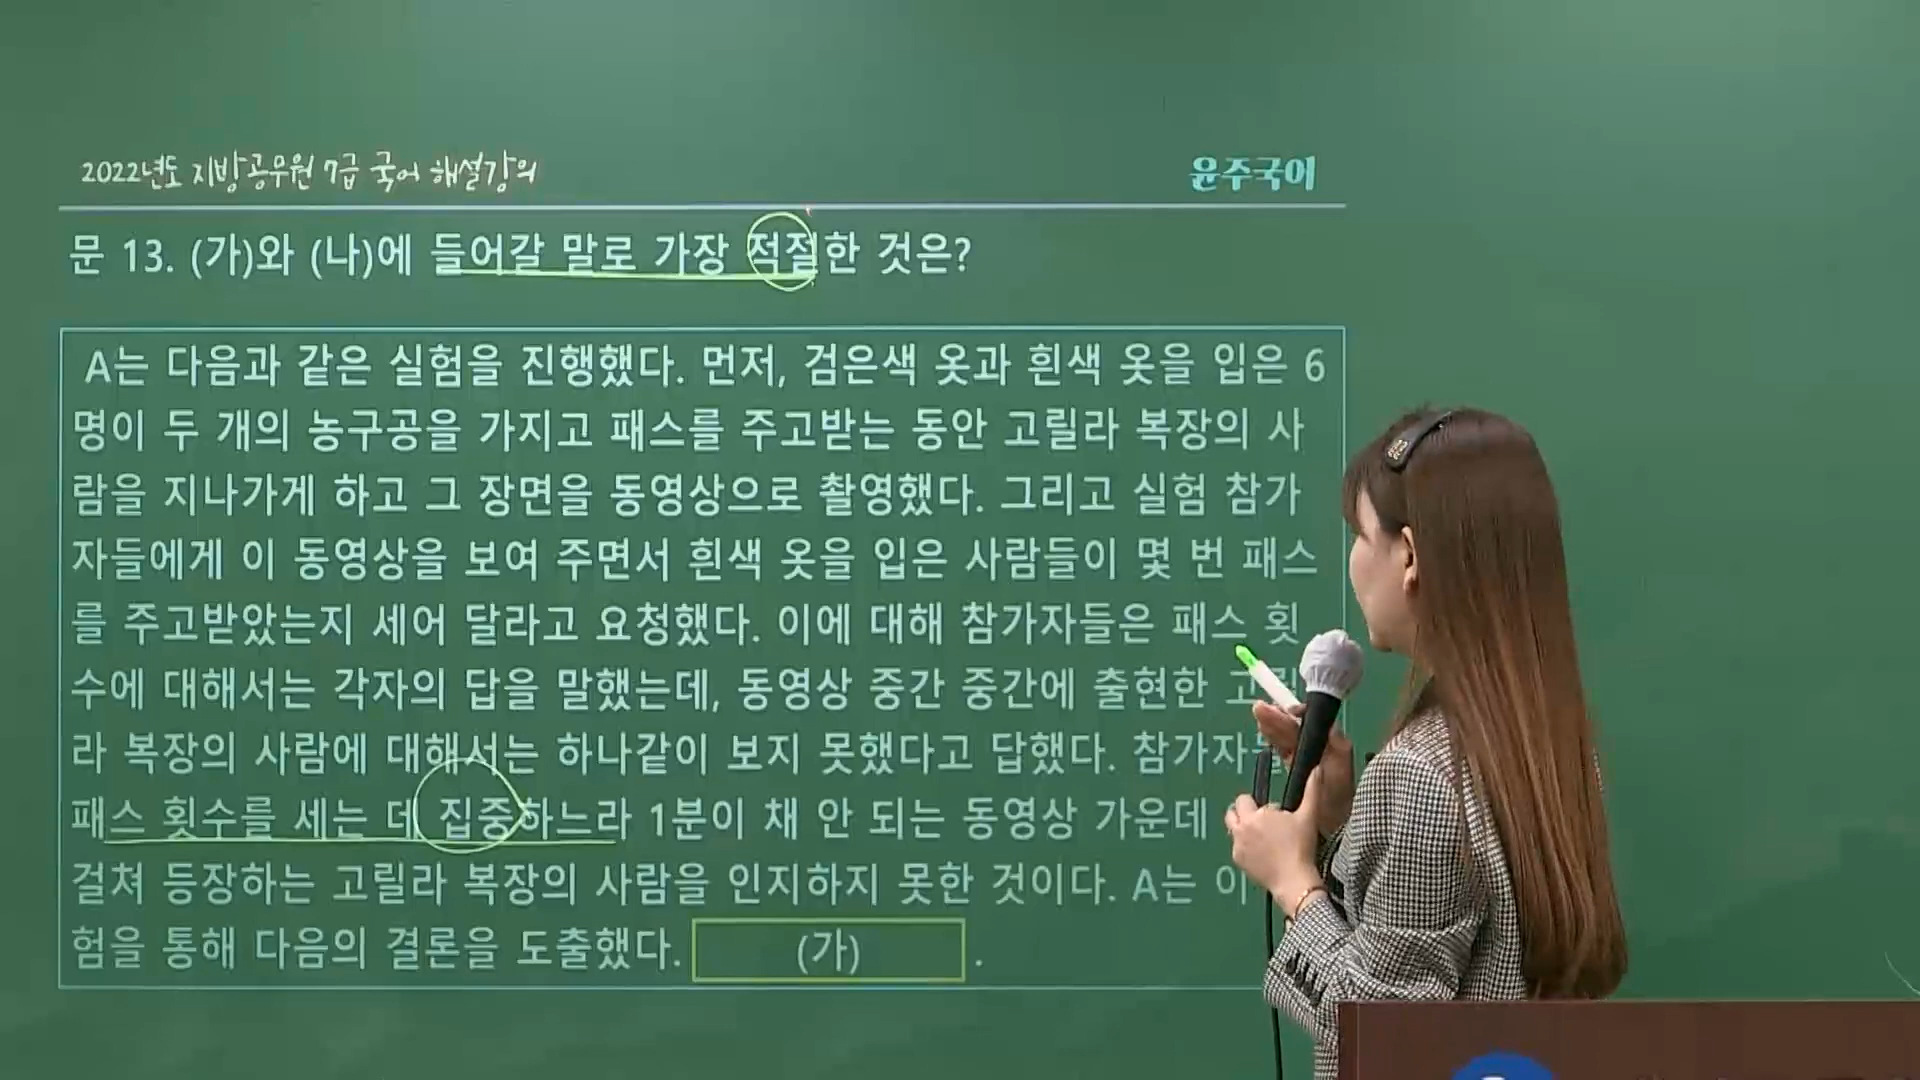 2022년도 지방공무원 7급 국어 해설강의
윤주국어
문 13. (가)와 (나)에 들어갈 말로 가장 적절한 것은?
A는 다음과 같은 실험을 진행했다. 먼저, 검은색 옷과 흰색 옷을 입은 6
명이 두 개의 농구공을 가지고 패스를 주고받는 동안 고릴라 복장의 사
람을 지나가게 하고 그 장면을 동영상으로 촬영했다. 그리고 실험 참가
자들에게 이 동영상을 보여 주면서 흰색 옷을 입은 사람들이 몇 번 패스
를 주고받았는지 세어 달라고 요청했다. 이에 대해 참가자들은 패스 횟
수에 대해서는 각자의 답을 말했는데, 동영상 중간 중간에 출현한 고릴
라 복장의 사람에 대해서는 하나같이 보지 못했다고 답했다. 참가자
패스 횟수를 세는 데 집중하느라 1분이 채 안 되는 동영상 가운데
걸쳐 등장하는 고릴라 복장의 사람을 인지하지 못한 것이다. A는 이
험을 통해 다음의 결론을 도출했다. (가) .